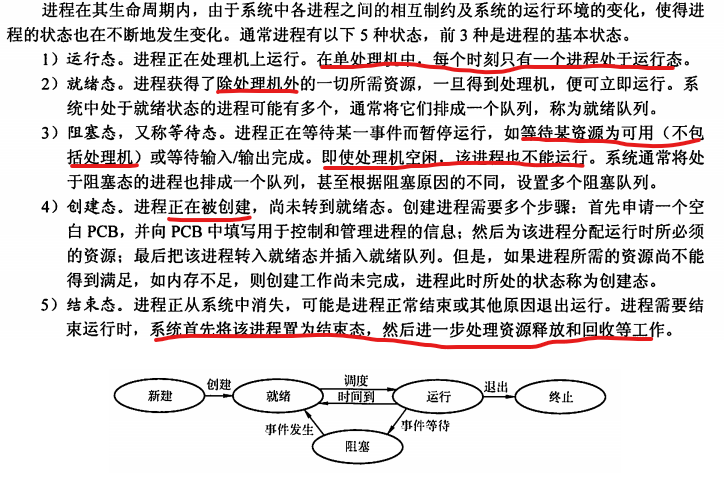 进程在其生命周期内，由于系统中各进程之间的相互制约及系统的运行环境的变化，使得进
程的状态也在不断地发生变化。通常进程有以下 5 种状态，前 3 种是进程的基本状态。
1）运行态。进程正在处理机上运行。在单处理机中，每个时刻只有一个进程处于运行态。
2）就绪态。进程获得了除处理机外的一切所需资源，一旦得到处理机，便可立即运行。系
统中处于就绪状态的进程可能有多个，通常将它们排成一个队列，称为就绪队列。
3）阻塞态，又称等待态。进程正在等待某一事件而暂停运行，如等待某资源为可用（不包
括处理机）或等待输入/输出完成。即使处理机空闲，该进程也不能运行。系统通常将处
于阻塞态的进程也排成一个队列，甚至根据阻塞原因的不同，设置多个阻塞队列。
4）创建态。进程正在被创建，尚未转到就绪态。创建进程需要多个步骤：首先申请一个空
白 PCB，并向 PCB 中填写用于控制和管理进程的信息；然后为该进程分配运行时所必须
的资源；最后把该进程转入就绪态并插入就绪队列。但是，如果进程所需的资源尚不能
得到满足，如内存不足，则创建工作尚未完成，进程此时所处的状态称为创建态。
5）结束态。进程正从系统中消失，可能是进程正常结束或其他原因退出运行。进程需要结
束运行时，系统首先将该进程置为结束态，然后进一步处理资源释放和回收等工作。
新建
创建
就绪
调度
时间到
运行
退出
终止
事件发生
事件等待
阻塞